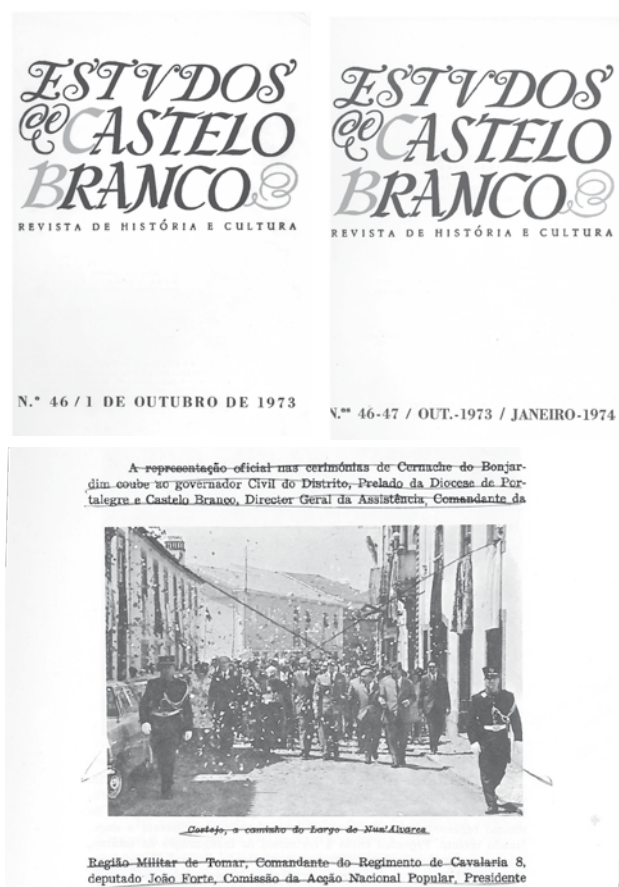 ESTVDOS
de CASTELO
BRANCO
REVISTA DE HISTÓRIA E CULTURA
N.º 46 / 1 DE OUTUBRO DE 1973
ESTVDOS
de CASTELO
BRANCO
REVISTA DE HISTÓRIA E CULTURA
N.ºˢ 46-47 / OUT.-1973 / JANEIRO-1974
A representação oficial nas cerimónias de Cernache do Bonjar-
dim coube ao governador Civil do Distrito, Prelado da Diocese de Por-
talegre e Castelo Branco, Director Geral da Assistência, Comandante da
Cortejo, a caminho do Largo de Nun'Álvares
Região Militar de Tomar, Comandante do Regimento de Cavalaria 8,
deputado João Forte, Comissão da Acção Nacional Popular, Presidente